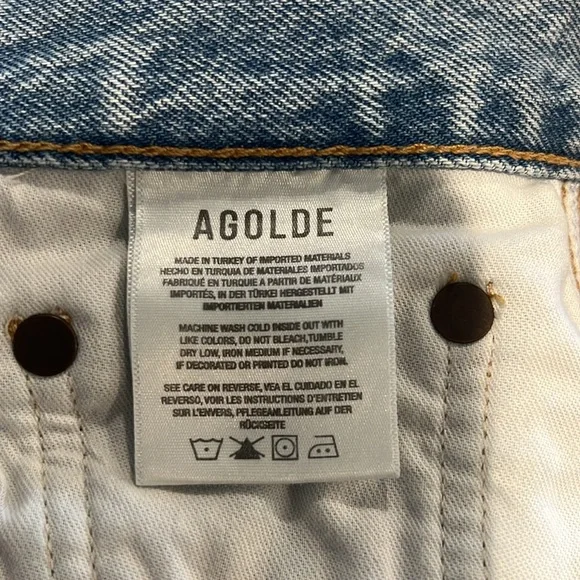 AGOLDE
MADE IN TURKEY OF IMPORTED MATERIALS
HECHO EN TURQUIA DE MATERIALES IMPORTADOS
FABRIQUÉ EN TURQUIE A PARTIR DE MATÉRIAUX
IMPORTÉS, IN DER TÜRKEI HERGESTELLT MIT
IMPORTIERTEN MATERIALIEN
MACHINE WASH COLD INSIDE OUT WITH
LIKE COLORS, DO NOT BLEACH,TUMBLE
DRY LOW, IRON MEDIUM IF NECESSARY,
IF DECORATED OR PRINTED DO NOT IRON.
SEE CARE ON REVERSE, VEA EL CUIDADO EN EL
REVERSO, VOIR LES INSTRUCTIONS D'ENTRETIEN
SUR L'ENVERS, PFLEGEANLEITUNG AUF DER
RÜCKSEITE